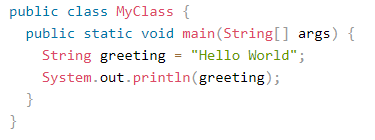 public class MyClass {
  public static void main(String[] args) {
    String greeting = "Hello World";
    System.out.println(greeting);
  }
}